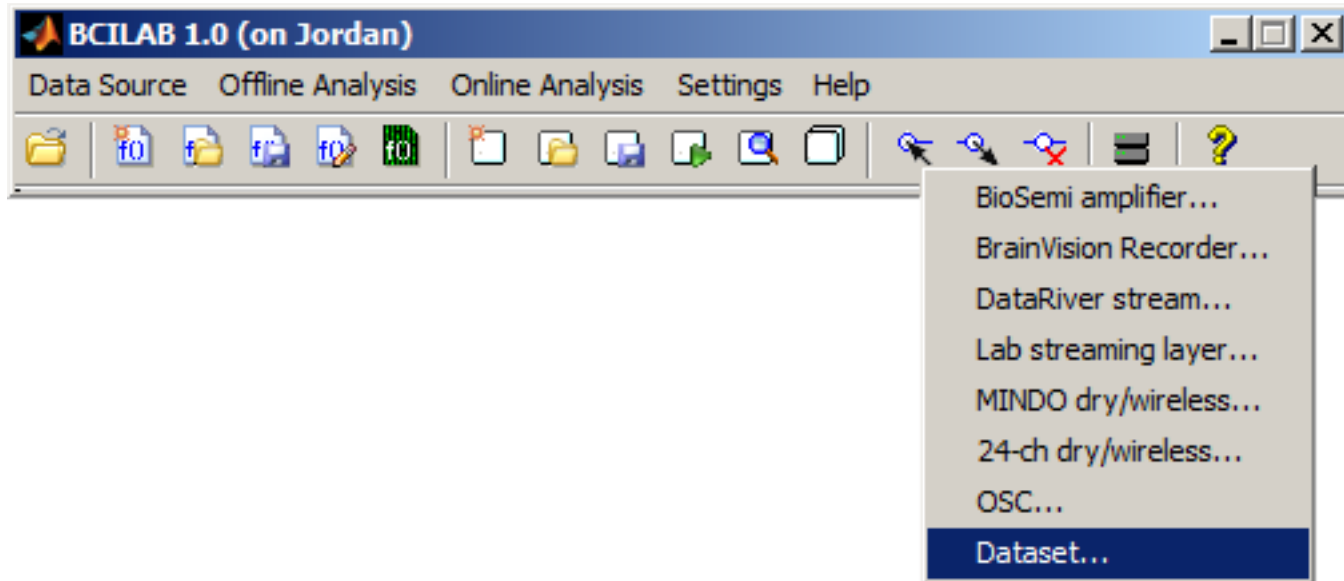 BCILAB 1.0 (on Jordan)
Data Source Offline Analysis Online Analysis Settings Help
BioSemi amplifier...
BrainVision Recorder...
DataRiver stream...
Lab streaming layer...
MINDO dry/wireless...
24-ch dry/wireless...
OSC...
Dataset...